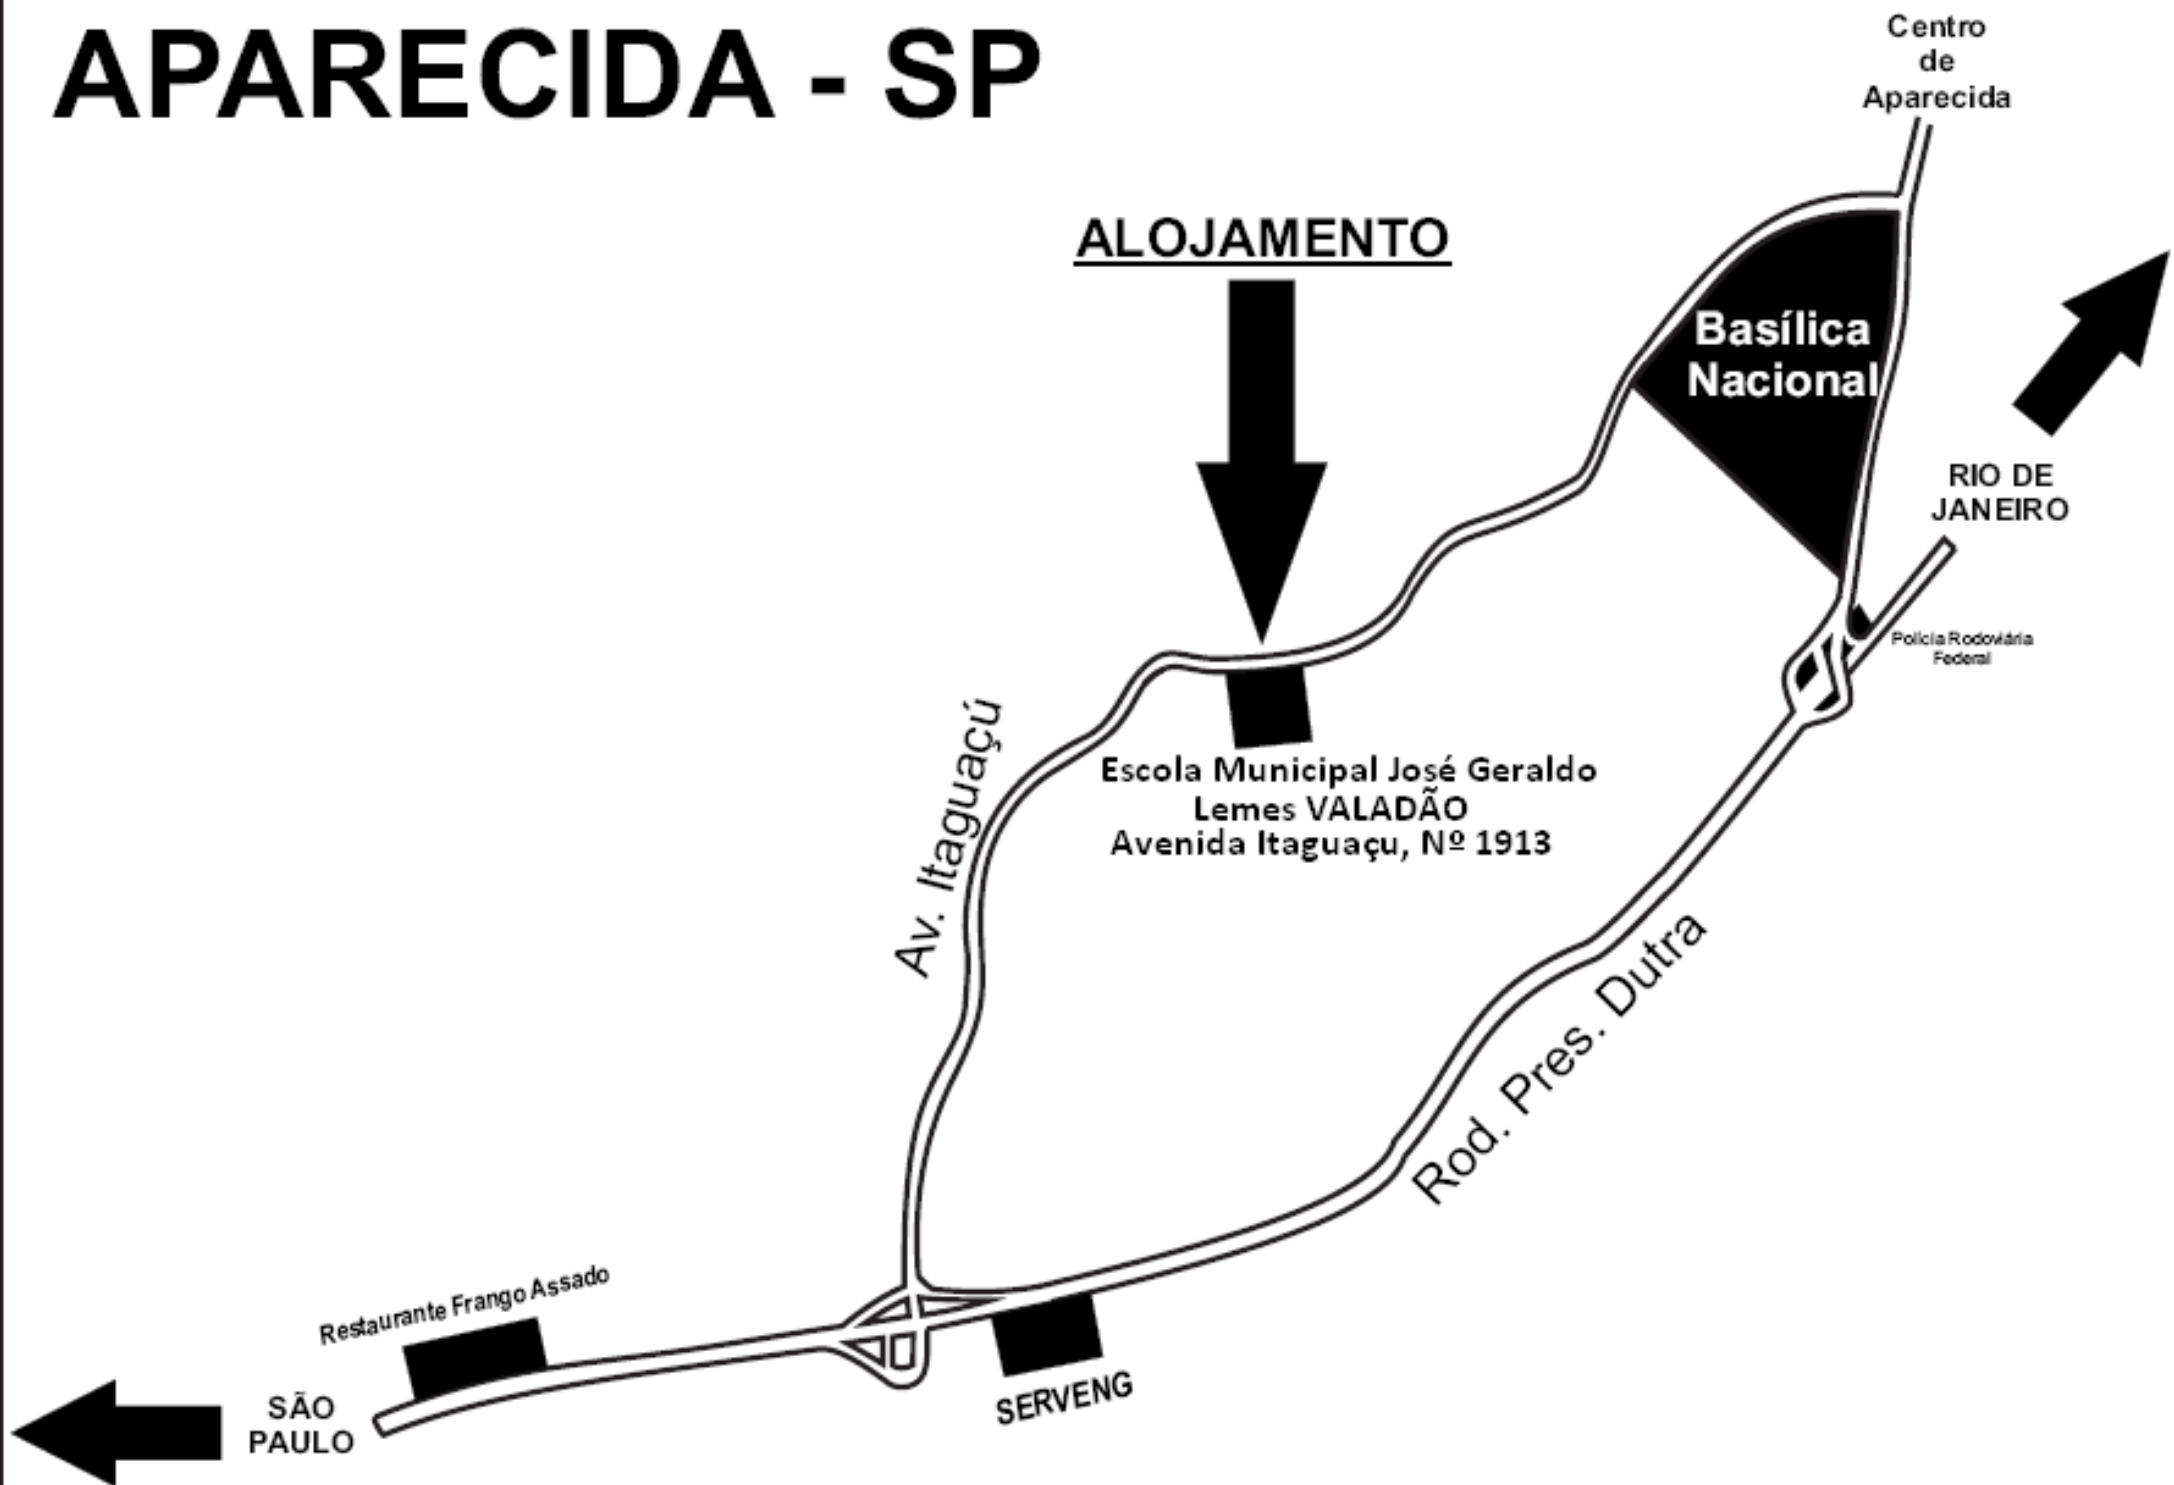 APARECIDA - SP
Centro
de
Aparecida
ALOJAMENTO
Basílica
Nacional
RIO DE
JANEIRO
Polícia Rodoviária
Federal
Av. Itaguaçú
Escola Municipal José Geraldo
Lemes VALADÃO
Avenida Itaguaçu, Nº 1913
Rod. Pres. Dutra
Restaurante Frango Assado
SERVENG
SÃO
PAULO